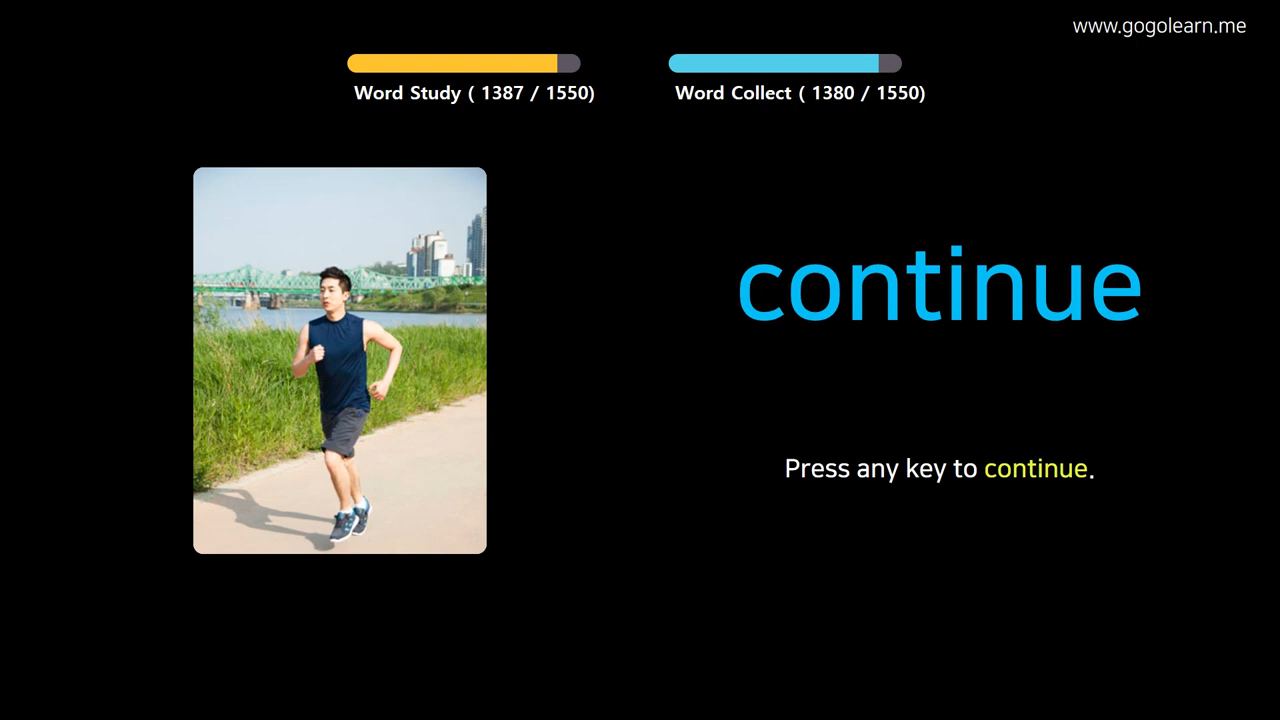 www.gogolearn.me
Word Study ( 1387 / 1550)
Word Collect ( 1380 / 1550)
continue
Press any key to continue.